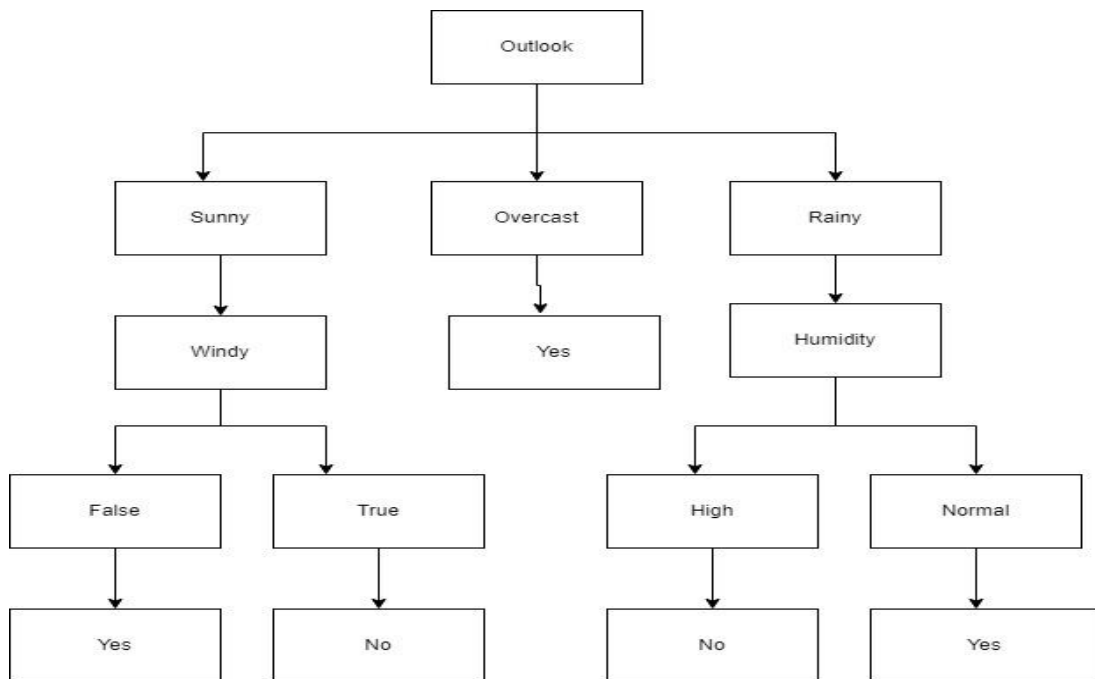 Outlook
Sunny
Overcast
Rainy
Windy
Yes
Humidity
False
True
High
Normal
Yes
No
No
Yes